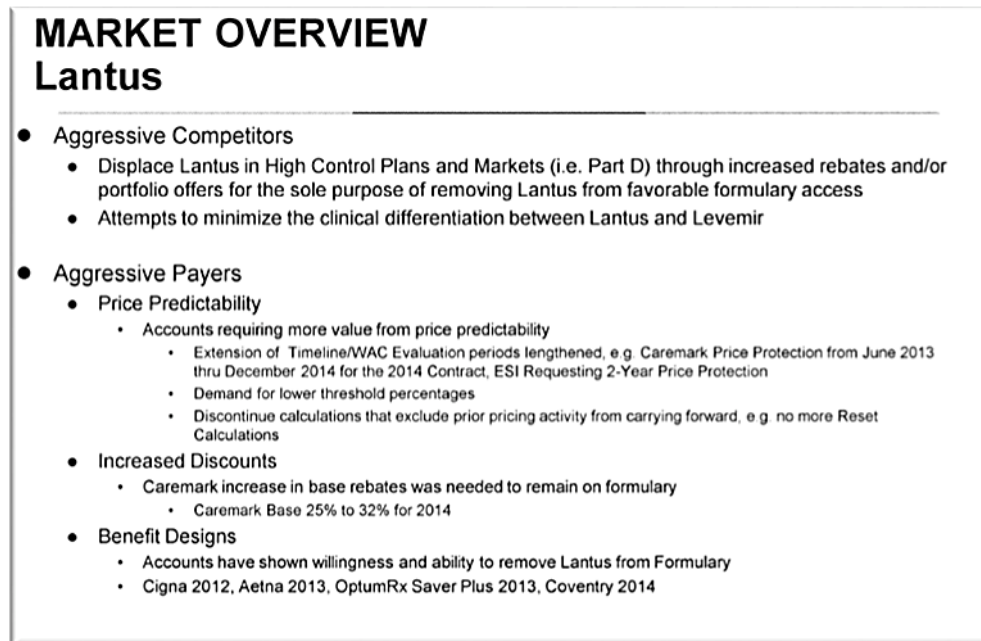 MARKET OVERVIEW
Lantus
● Aggressive Competitors
● Displace Lantus in High Control Plans and Markets (i.e. Part D) through increased rebates and/or
portfolio offers for the sole purpose of removing Lantus from favorable formulary access
● Attempts to minimize the clinical differentiation between Lantus and Levemir
● Aggressive Payers
● Price Predictability
• Accounts requiring more value from price predictability
• Extension of Timeline/WAC Evaluation periods lengthened, e.g. Caremark Price Protection from June 2013
thru December 2014 for the 2014 Contract, ESI Requesting 2-Year Price Protection
• Demand for lower threshold percentages
• Discontinue calculations that exclude prior pricing activity from carrying forward, e.g. no more Reset
Calculations
● Increased Discounts
• Caremark increase in base rebates was needed to remain on formulary
• Caremark Base 25% to 32% for 2014
● Benefit Designs
• Accounts have shown willingness and ability to remove Lantus from Formulary
• Cigna 2012, Aetna 2013, OptumRx Saver Plus 2013, Coventry 2014